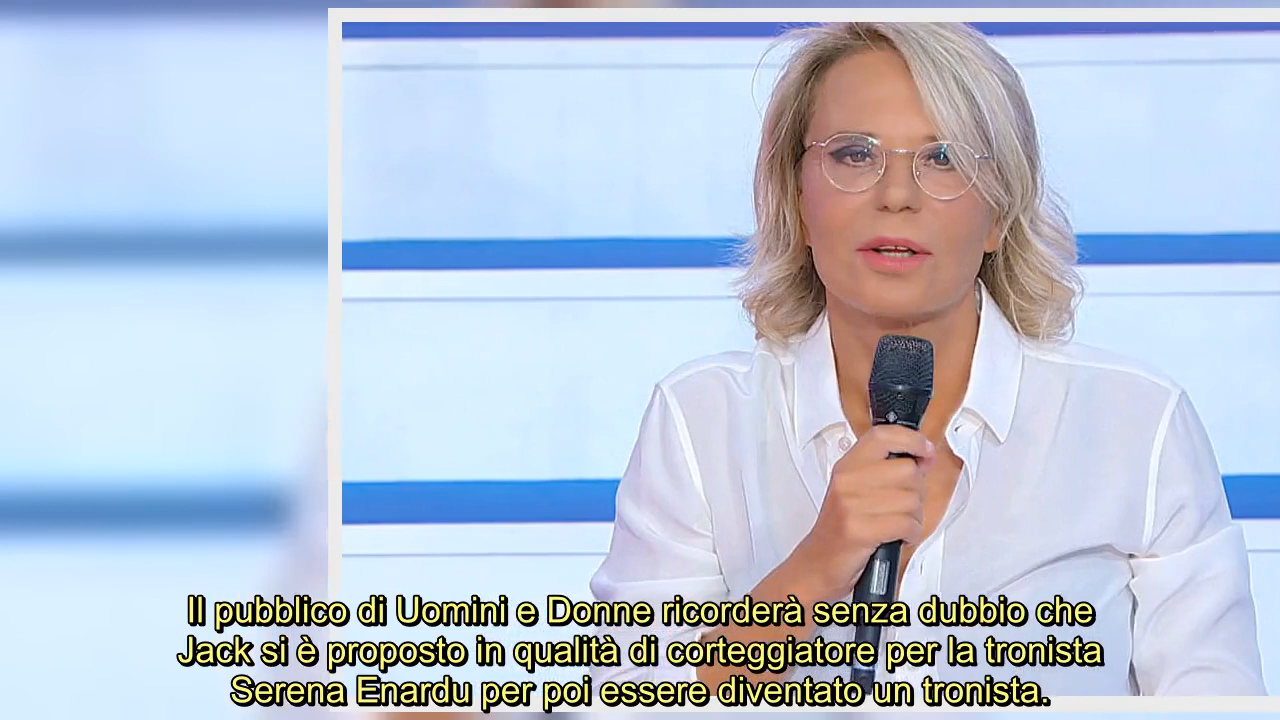 Il pubblico di Uomini e Donne ricorderà senza dubbio che
Jack si è proposto in qualità di corteggiatore per la tronista
Serena Enardu per poi essere diventato un tronista.